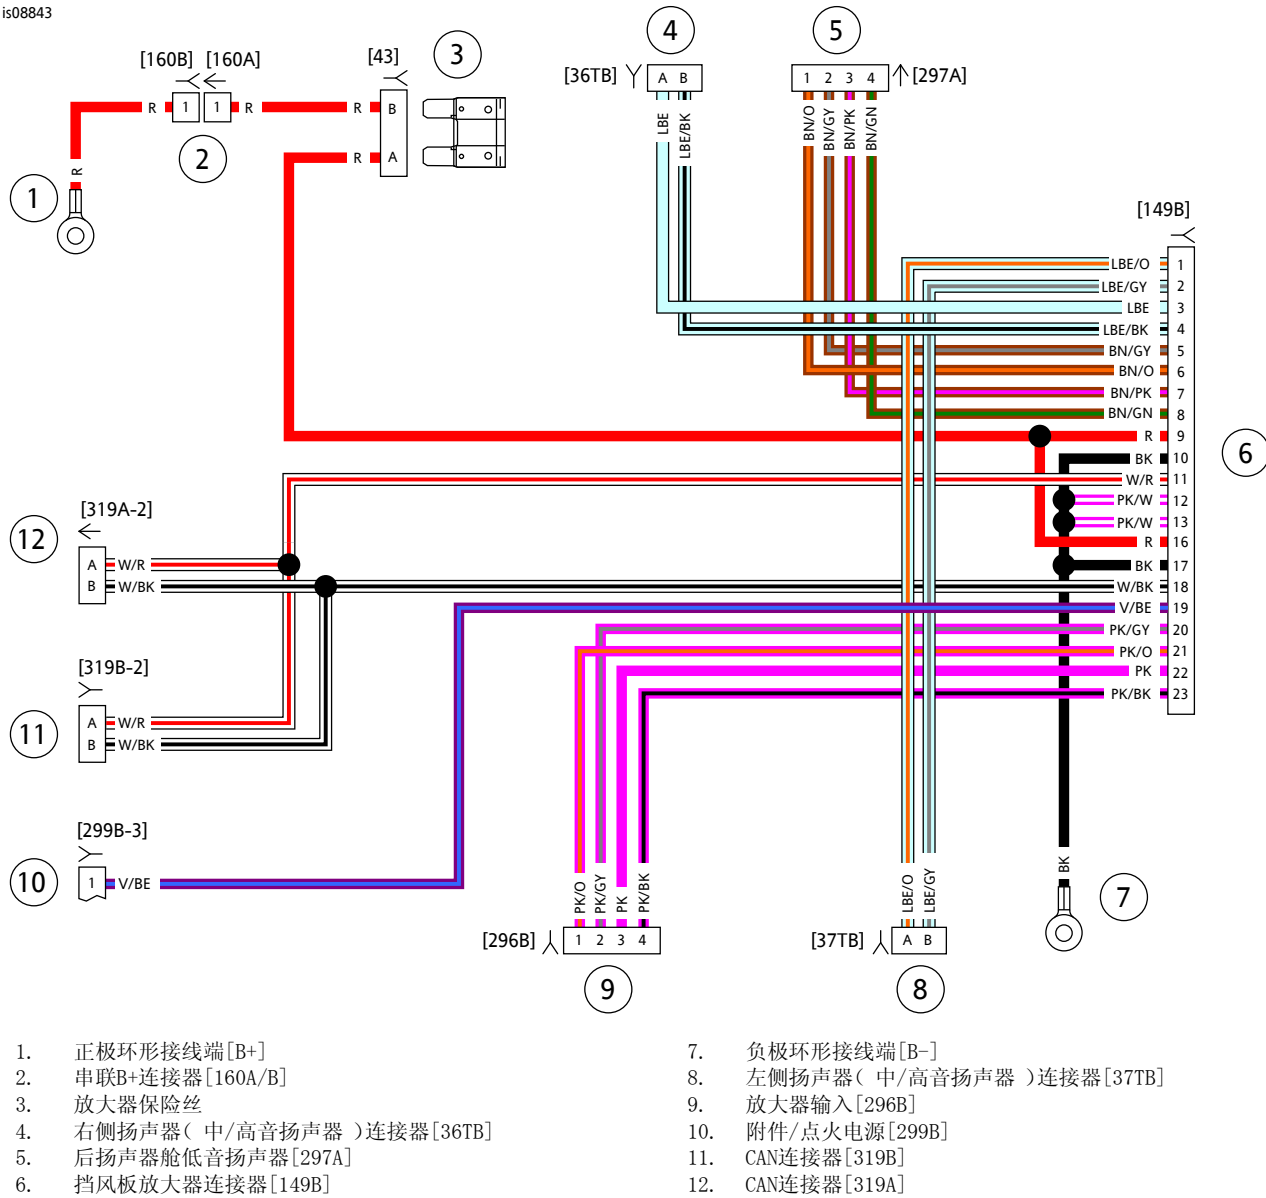 is08843
[160B] [160A] [43] 3
R 1 1 R R B
R A
R
1
2
4
[36TB] A B
LBE LBE/BK
5
1 2 3 4 [297A]
BN/O BN/GY BN/PK BN/GN
[149B]
LBE/O 1
LBE/GY 2
LBE 3
LBE/BK 4
BN/GY 5
BN/O 6
BN/PK 7
BN/GN 8
R 9
BK 10
W/R 11
PK/W 12
PK/W 13
R 16
BK 17
W/BK 18
V/BE 19
PK/GY 20
PK/O 21
PK 22
PK/BK 23
6
[319A-2]
12
A W/R
B W/BK
[319B-2]
11
A W/R
B W/BK
[299B-3]
10
1 V/BE
PK/O PK/GY PK PK/BK
[296B] 1 2 3 4
9
LBE/O LBE/GY
[37TB] A B
8
BK
7
1. 正极环形接线端[B+]
2. 串联B+连接器[160A/B]
3. 放大器保险丝
4. 右侧扬声器( 中/高音扬声器 )连接器[36TB]
5. 后扬声器舱低音扬声器[297A]
6. 挡风板放大器连接器[149B]
7. 负极环形接线端[B-]
8. 左侧扬声器( 中/高音扬声器 )连接器[37TB]
9. 放大器输入[296B]
10. 附件/点火电源[299B]
11. CAN连接器[319B]
12. CAN连接器[319A]